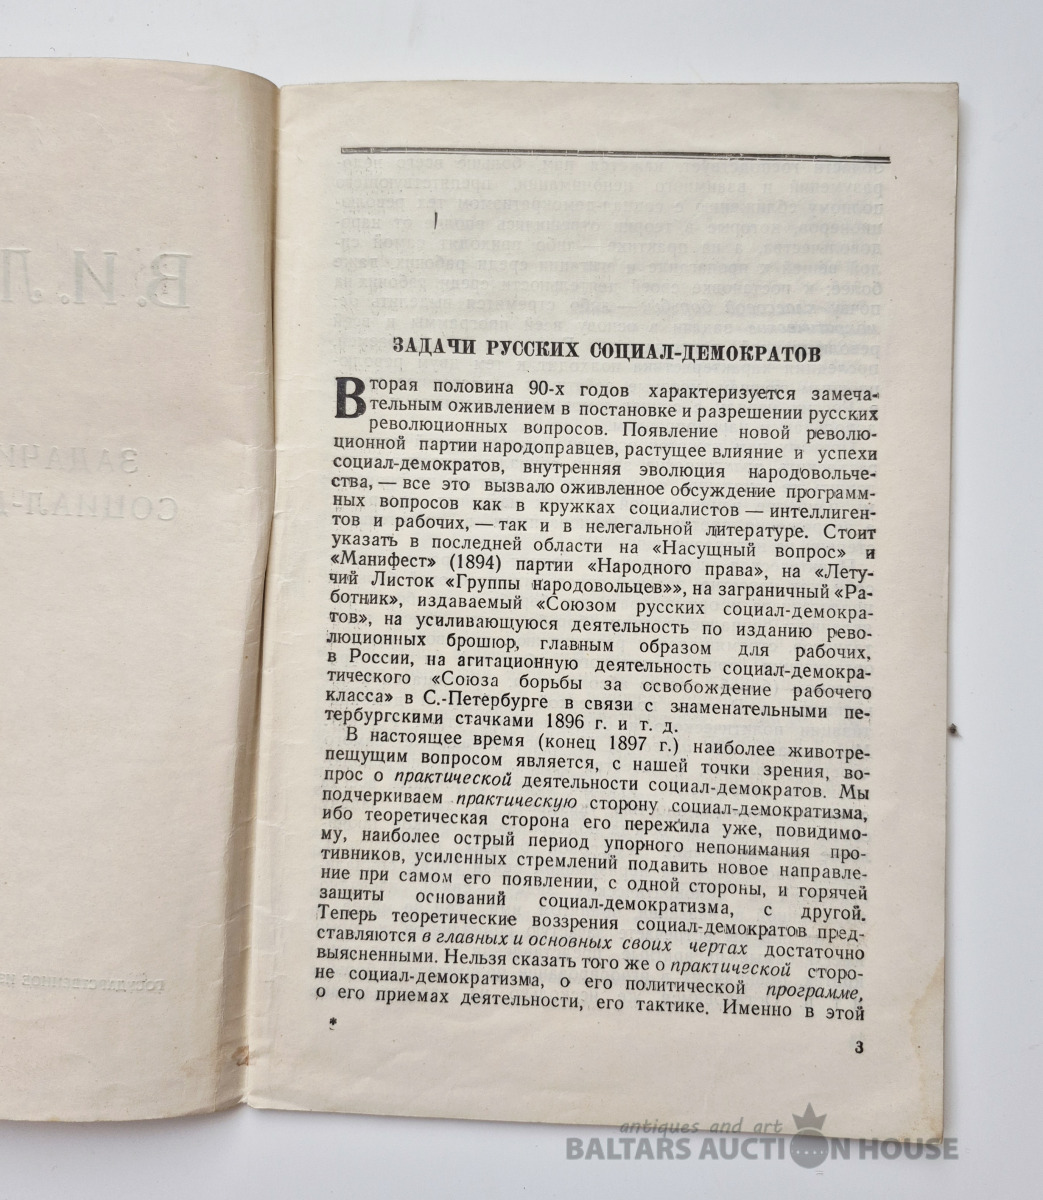 ЗАДАЧИ РУССКИХ СОЦИАЛ-ДЕМОКРАТОВ
Вторая половина 90-х годов характеризуется замеча-
тельным оживлением в постановке и разрешении русских
революционных вопросов. Появление новой револю-
ционной партии народоправцев, растущее влияние и успехи
социал-демократов, внутренняя эволюция народовольче-
ства, — все это вызвало оживленное обсуждение программ-
ных вопросов как в кружках социалистов — интеллиген-
тов и рабочих, — так и в нелегальной литературе. Стоит
указать в последней области на «Насущный вопрос» и
«Манифест» (1894) партии «Народного права», на «Лету-
чий Листок «Группы народовольцев»», на заграничный «Ра-
ботник», издаваемый «Союзом русских социал-демокра-
тов», на усиливающуюся деятельность по изданию рево-
люционных брошюр, главным образом для рабочих,
в России, на агитационную деятельность социал-демокра-
тического «Союза борьбы за освобождение рабочего
класса» в С.-Петербурге в связи с знаменательными пе-
тербургскими стачками 1896 г. и т. д.
В настоящее время (конец 1897 г.) наиболее животре-
пещущим вопросом является, с нашей точки зрения, во-
прос о практической деятельности социал-демократов. Мы
подчеркиваем практическую сторону социал-демократизма,
ибо теоретическая сторона его пережила уже, повидимо-
му, наиболее острый период упорного непонимания про-
тивников, усиленных стремлений подавить новое направле-
ние при самом его появлении, с одной стороны, и горячей
защиты оснований социал-демократизма, с другой.
Теперь теоретические воззрения социал-демократов пред-
ставляются в главных и основных своих чертах достаточно
выясненными. Нельзя сказать того же о практической сторо-
не социал-демократизма, о его политической программе,
о его приемах деятельности, его тактике. Именно в этой
*
3
antiques and art
BALTARS AUCTION HOUSE